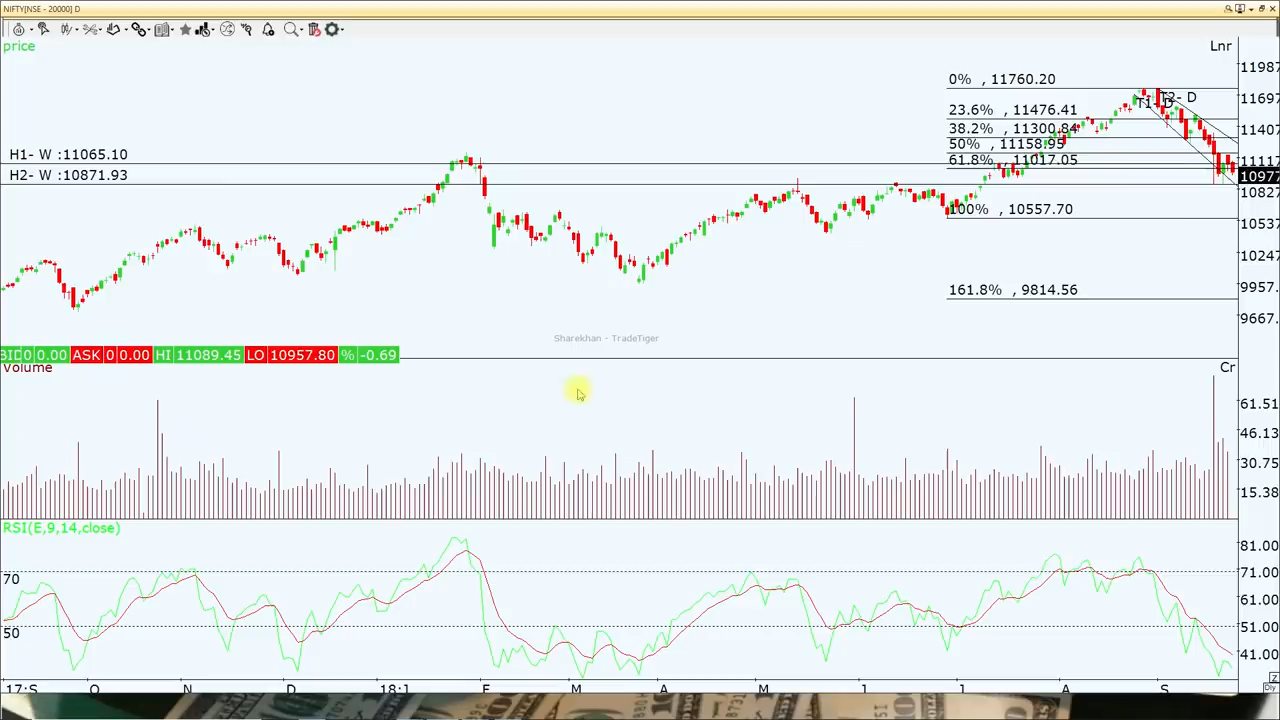 NIFTY[NSE - 20000] D
price
Lnr
11987
0% , 11760.20
11697
T1- D
T2- D
23.6% , 11476.41
38.2% , 11300.84
11407
50% , 11158.95
H1- W :11065.10
61.8% , 11017.05
11117
H2- W :10871.93
10977
10827
100% , 10557.70
10537
10247
161.8% , 9814.56
9957.
9667.
Sharekhan - TradeTiger
BID 0 0.00 ASK 0 0.00 HI 11089.45 LO 10957.80 % -0.69
Volume
Cr
61.51
46.13
30.75
15.38
RSI(E,9,14,close)
81.00
70
71.00
61.00
50
51.00
41.00
17:S O N D 18:J F M A M J J A S
Diy